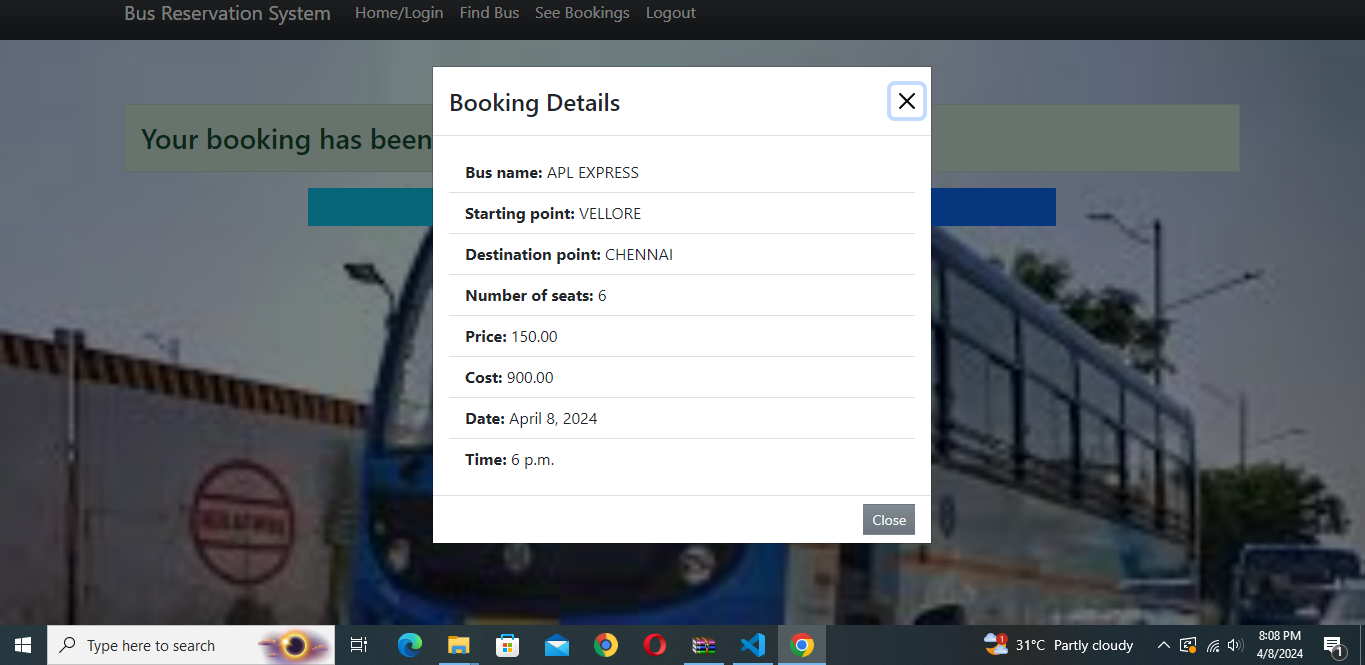 Bus Reservation System Home/Login Find Bus See Bookings Logout
Your booking has been
Booking Details
Bus name: APL EXPRESS
Starting point: VELLORE
Destination point: CHENNAI
Number of seats: 6
Price: 150.00
Cost: 900.00
Date: April 8, 2024
Time: 6 p.m.
Close
Type here to search
1
31°C Partly cloudy
8:08 PM
4/8/2024
1